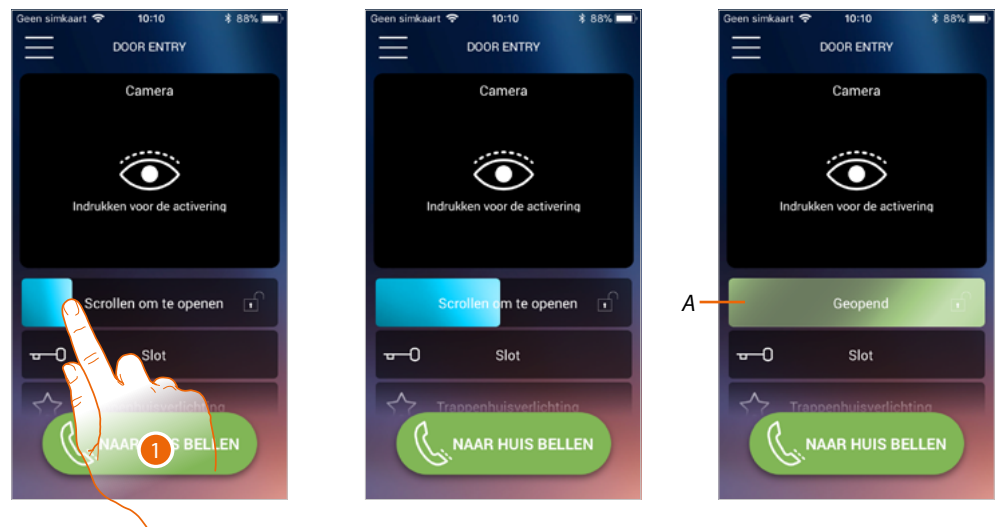 Geen simkaart 10:10 88%
DOOR ENTRY
Camera
Indrukken voor de activering
Scrollen om te openen
Slot
NAAR HUIS BELLEN
1
Geen simkaart 10:10 88%
DOOR ENTRY
Camera
Indrukken voor de activering
Scrollen om te openen
Slot
Trappenhuisverlichting
NAAR HUIS BELLEN
Geen simkaart 10:10 88%
DOOR ENTRY
Camera
Indrukken voor de activering
A
Geopend
Slot
Trappenhuisverlichting
NAAR HUIS BELLEN